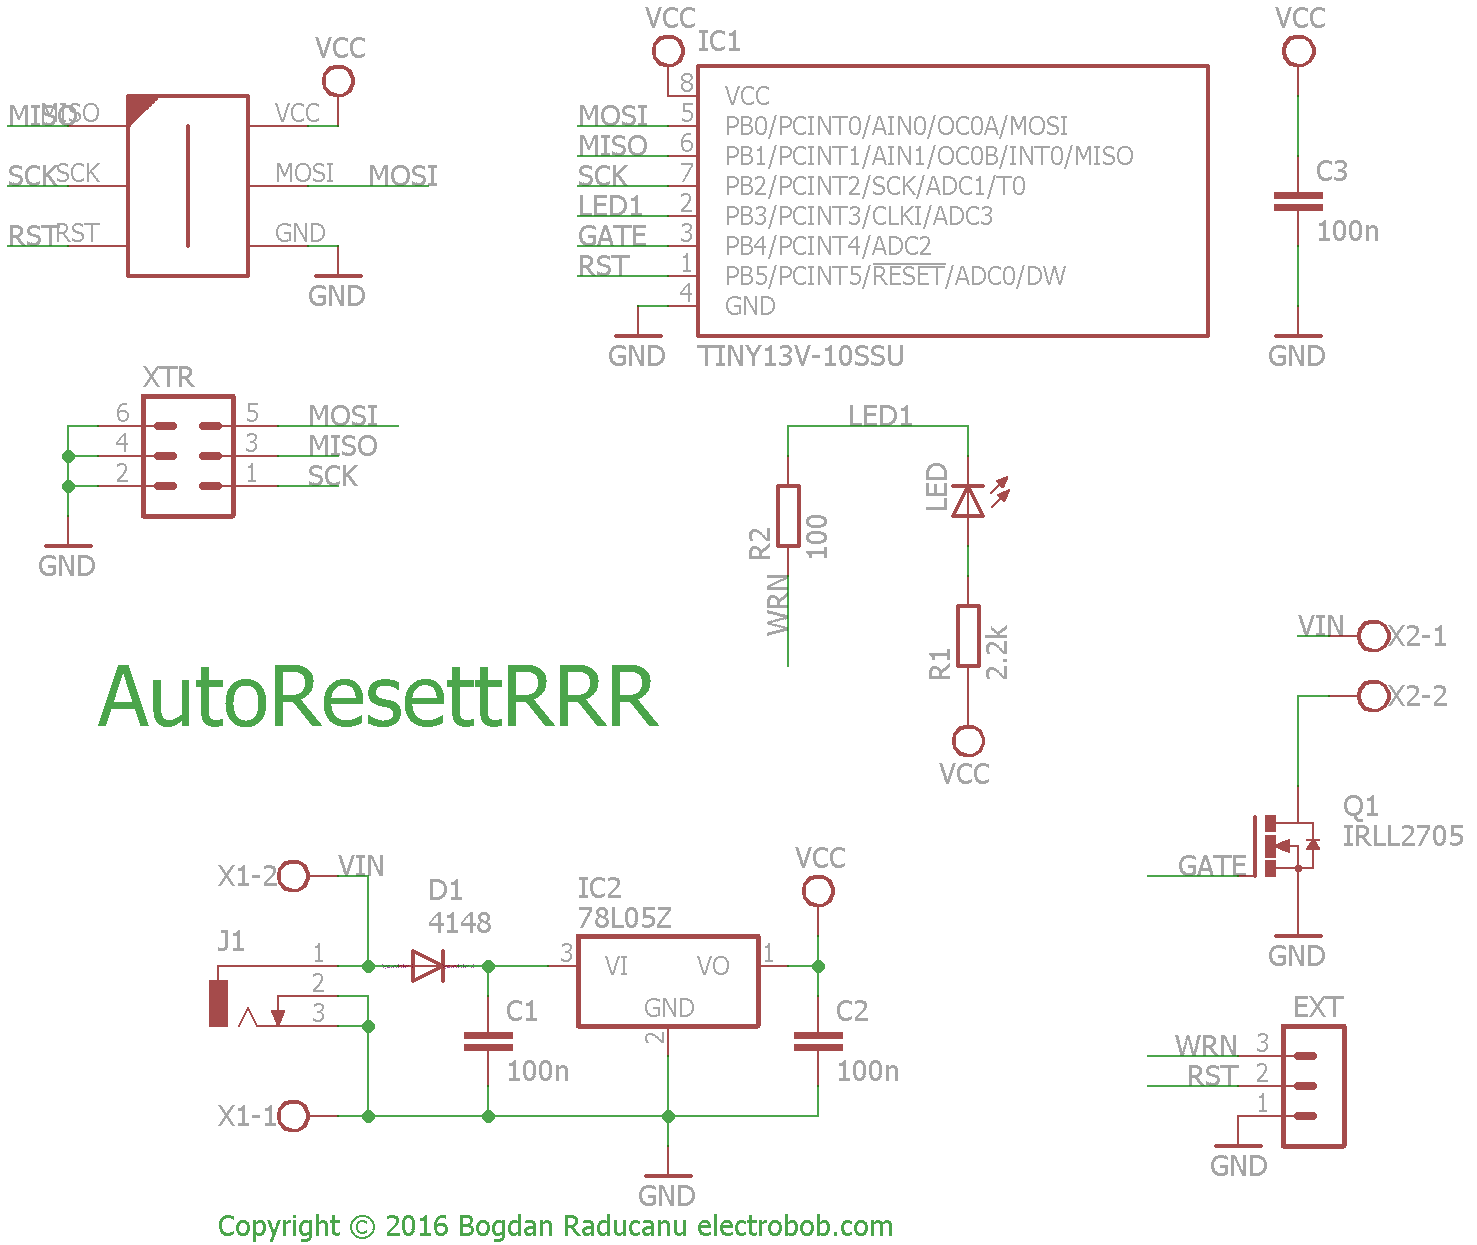 VCC
MISO MISO VCC
SCK SCK MOSI MOSI
RST RST GND
GND
VCC
IC1
8 VCC
MOSI 5 PB0/PCINT0/AIN0/OC0A/MOSI
MISO 6 PB1/PCINT1/AIN1/OC0B/INT0/MISO
SCK 7 PB2/PCINT2/SCK/ADC1/T0
LED1 2 PB3/PCINT3/CLKI/ADC3
GATE 3 PB4/PCINT4/ADC2
RST 1 PB5/PCINT5/RESET/ADC0/DW
4 GND
GND
TINY13V-10SSU
VCC
C3
100n
GND
XTR
6 5 MOSI
4 3 MISO
2 1 SCK
GND
LED1
LED
R2
100
WRN
R1
2.2k
VCC
AutoResettRRR
VIN X2-1
X2-2
Q1
IRLL2705
GATE
GND
X1-2 VIN
D1
4148
J1
1
2
3
X1-1
IC2
78L05Z
3 VI VO 1
GND
2
VCC
C1
100n
C2
100n
GND
EXT
WRN 3
RST 2
1
GND
Copyright © 2016 Bogdan Raducanu electrobob.com